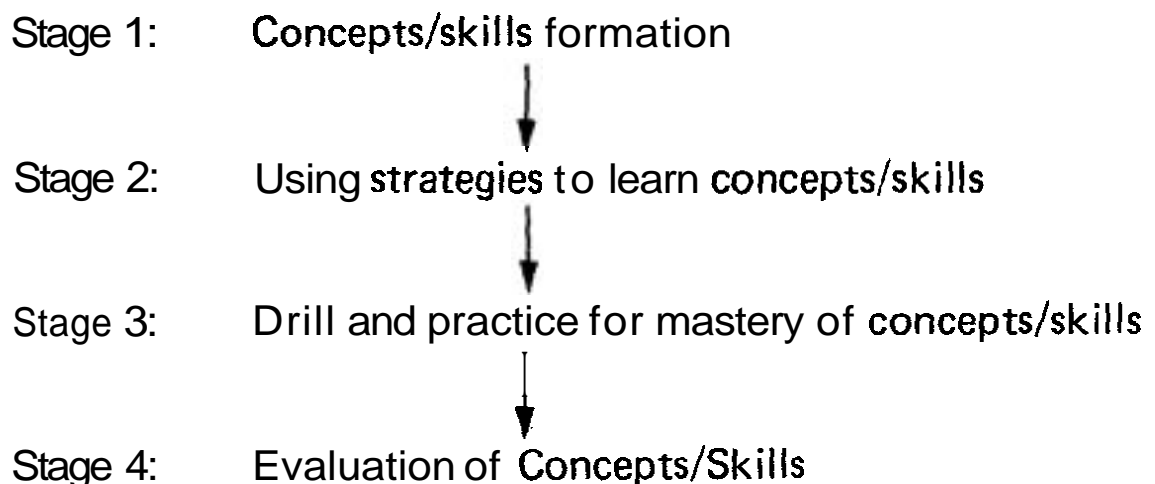 Stage 1: Concepts/skills formation
Stage 2: Using strategies to learn concepts/skills
Stage 3: Drill and practice for mastery of concepts/skills
Stage 4: Evaluation of Concepts/Skills